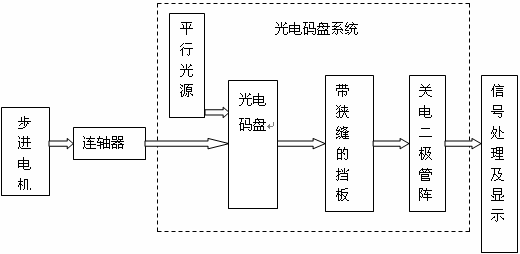 光电码盘系统
平行光源
步进电机
连轴器
光电
码盘
带狭缝的挡板
关电二极管阵
信号处理及显示